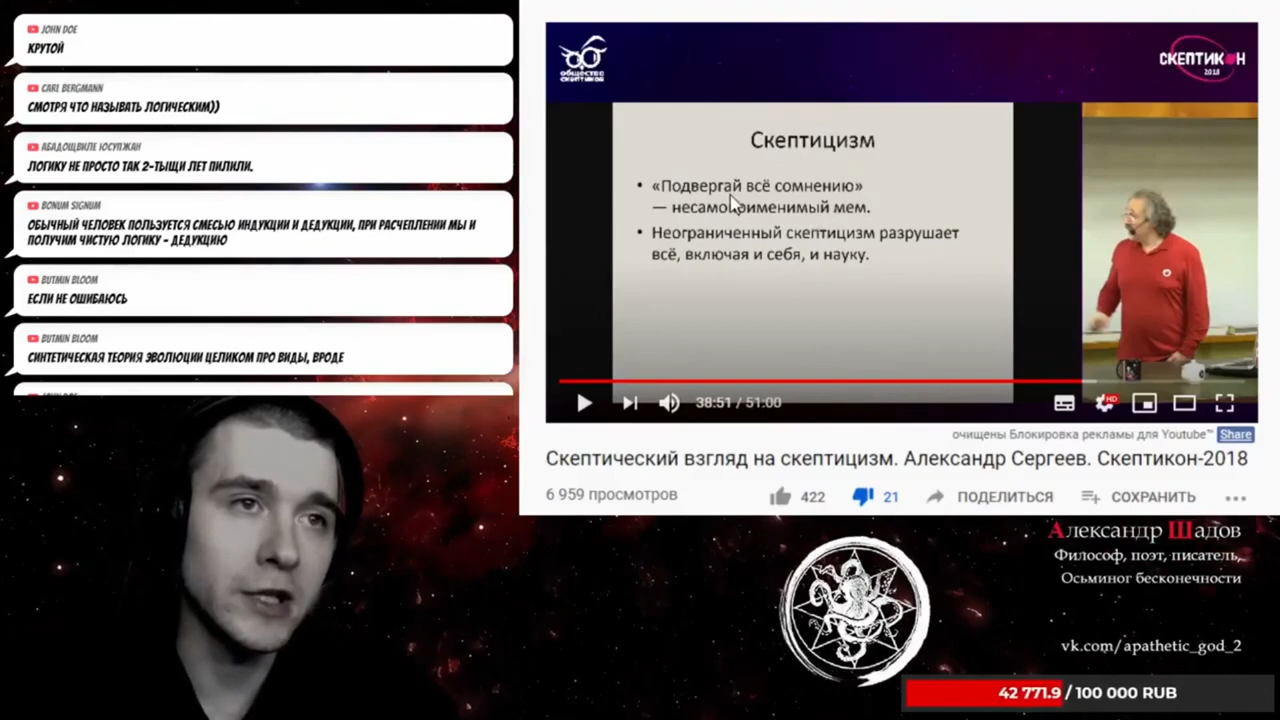 JOHN DOE
КРУТОЙ
CARL BERGMANN
СМОТРЯ ЧТО НАЗЫВАТЬ ЛОГИЧЕСКИМ))
АБАДОЩВИЛЕ ЮСУПЖАН
ЛОГИКУ НЕ ПРОСТО ТАК 2-ТЫЩИ ЛЕТ ПИЛИЛИ.
BONUM SIGNUM
ОБЫЧНЫЙ ЧЕЛОВЕК ПОЛЬЗУЕТСЯ СМЕСЬЮ ИНДУКЦИИ И ДЕДУКЦИИ, ПРИ РАСЧЕПЛЕНИИ МЫ И
ПОЛУЧИМ ЧИСТУЮ ЛОГИКУ - ДЕДУКЦИЮ
BUTMIN BLOOM
ЕСЛИ НЕ ОШИБАЮСЬ
BUTMIN BLOOM
СИНТЕТИЧЕСКАЯ ТЕОРИЯ ЭВОЛЮЦИИ ЦЕЛИКОМ ПРО ВИДЫ, ВРОДЕ
общество
скептиков
СКЕПТИКОН
2018
Скептицизм
• «Подвергай всё сомнению»
— несамоприменимый мем.
• Неограниченный скептицизм разрушает
всё, включая и себя, и науку.
38:51 / 51:00
HD
очищены Блокировка рекламы для Youtube™ Share
Скептический взгляд на скептицизм. Александр Сергеев. Скептикон-2018
6 959 просмотров
422
21
ПОДЕЛИТЬСЯ
СОХРАНИТЬ
Александр Шадов
Философ, поэт, писатель,
Осьминог бесконечности
vk.com/apathetic_god_2
42 771.9 / 100 000 RUB